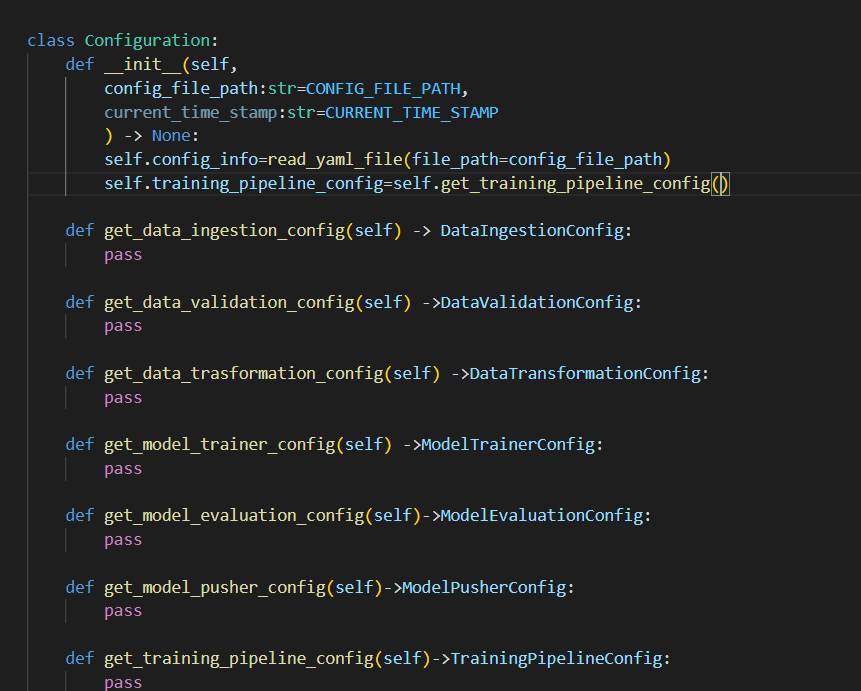 class Configuration:
    def __init__(self,
        config_file_path:str=CONFIG_FILE_PATH,
        current_time_stamp:str=CURRENT_TIME_STAMP
        ) -> None:
        self.config_info=read_yaml_file(file_path=config_file_path)
        self.training_pipeline_config=self.get_training_pipeline_config()
    def get_data_ingestion_config(self) -> DataIngestionConfig:
        pass
    def get_data_validation_config(self) ->DataValidationConfig:
        pass
    def get_data_trasformation_config(self) ->DataTransformationConfig:
        pass
    def get_model_trainer_config(self) ->ModelTrainerConfig:
        pass
    def get_model_evaluation_config(self)->ModelEvaluationConfig:
        pass
    def get_model_pusher_config(self)->ModelPusherConfig:
        pass
    def get_training_pipeline_config(self)->TrainingPipelineConfig:
        pass